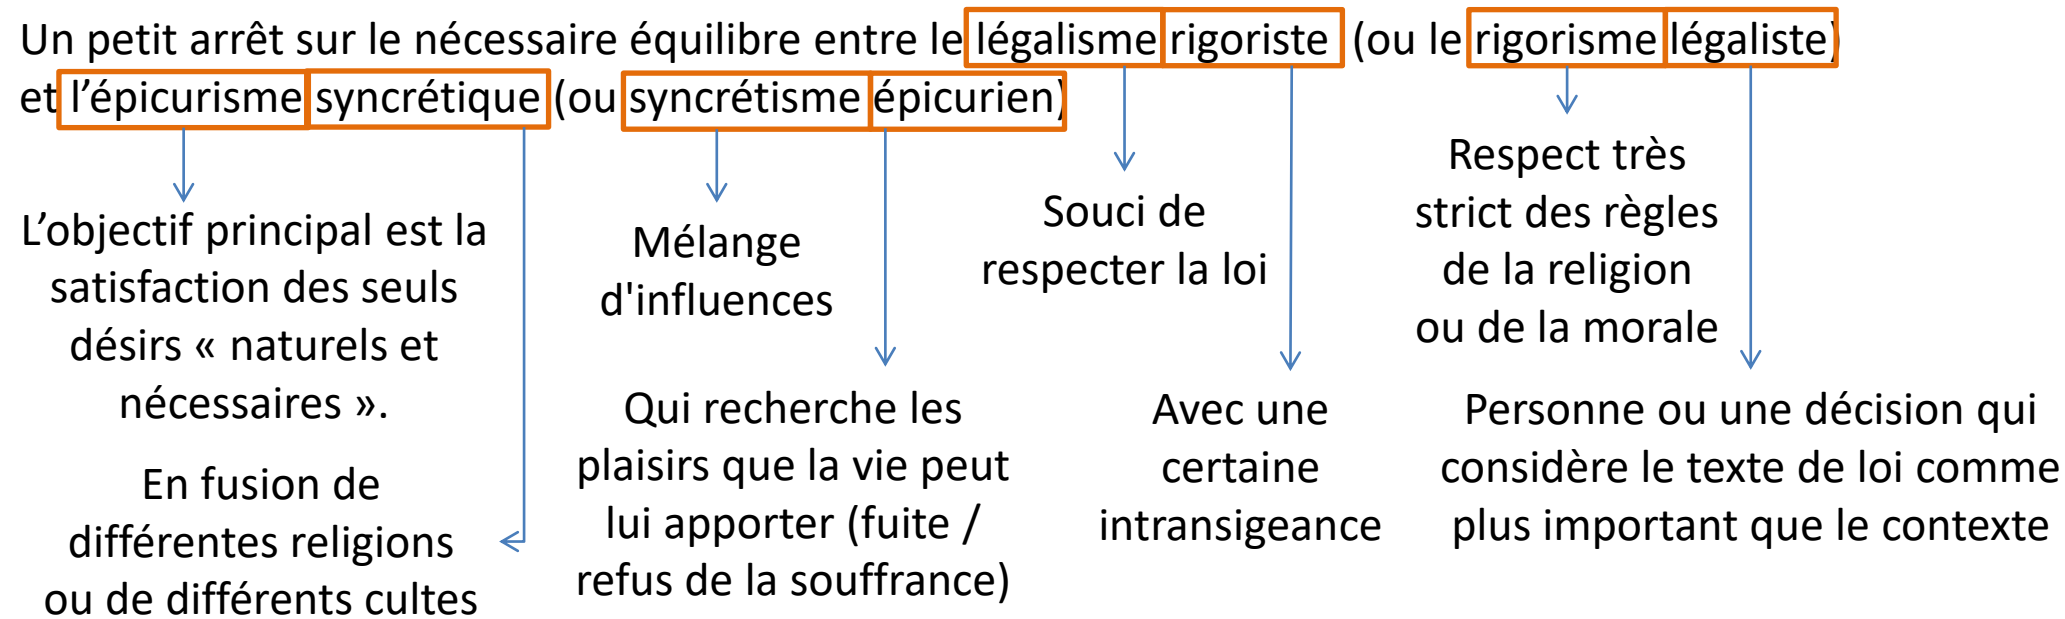 Un petit arrêt sur le nécessaire équilibre entre le légalisme rigoriste (ou le rigorisme légaliste)
et l’épicurisme syncrétique (ou syncrétisme épicurien)
L’objectif principal est la
satisfaction des seuls
désirs « naturels et
nécessaires ».
En fusion de
différentes religions
ou de différents cultes
Mélange
d'influences
Qui recherche les
plaisirs que la vie peut
lui apporter (fuite /
refus de la souffrance)
Souci de
respecter la loi
Avec une
certaine
intransigeance
Respect très
strict des règles
de la religion
ou de la morale
Personne ou une décision qui
considère le texte de loi comme
plus important que le contexte